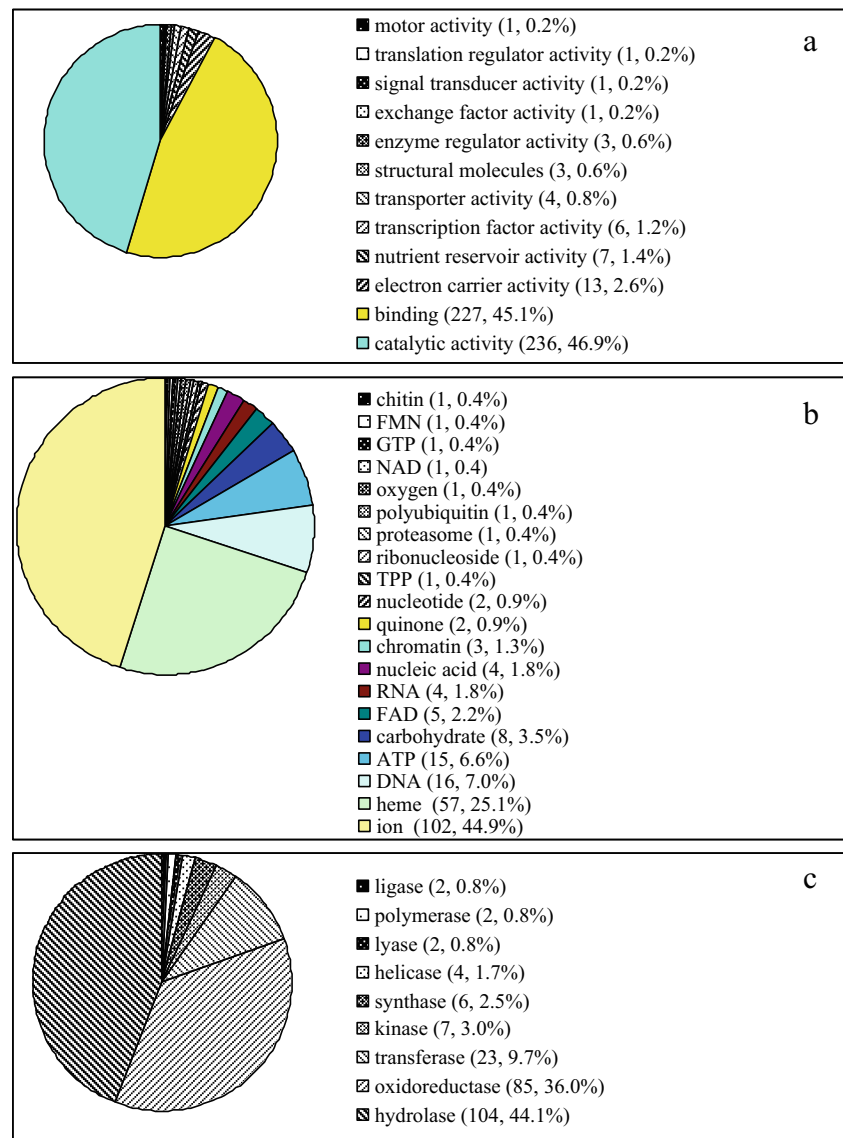 a
motor activity (1, 0.2%)
translation regulator activity (1, 0.2%)
signal transducer activity (1, 0.2%)
exchange factor activity (1, 0.2%)
enzyme regulator activity (3, 0.6%)
structural molecules (3, 0.6%)
transporter activity (4, 0.8%)
transcription factor activity (6, 1.2%)
nutrient reservoir activity (7, 1.4%)
electron carrier activity (13, 2.6%)
binding (227, 45.1%)
catalytic activity (236, 46.9%)
b
chitin (1, 0.4%)
FMN (1, 0.4%)
GTP (1, 0.4%)
NAD (1, 0.4)
oxygen (1, 0.4%)
polyubiquitin (1, 0.4%)
proteasome (1, 0.4%)
ribonucleoside (1, 0.4%)
TPP (1, 0.4%)
nucleotide (2, 0.9%)
quinone (2, 0.9%)
chromatin (3, 1.3%)
nucleic acid (4, 1.8%)
RNA (4, 1.8%)
FAD (5, 2.2%)
carbohydrate (8, 3.5%)
ATP (15, 6.6%)
DNA (16, 7.0%)
heme (57, 25.1%)
ion (102, 44.9%)
c
ligase (2, 0.8%)
polymerase (2, 0.8%)
lyase (2, 0.8%)
helicase (4, 1.7%)
synthase (6, 2.5%)
kinase (7, 3.0%)
transferase (23, 9.7%)
oxidoreductase (85, 36.0%)
hydrolase (104, 44.1%)